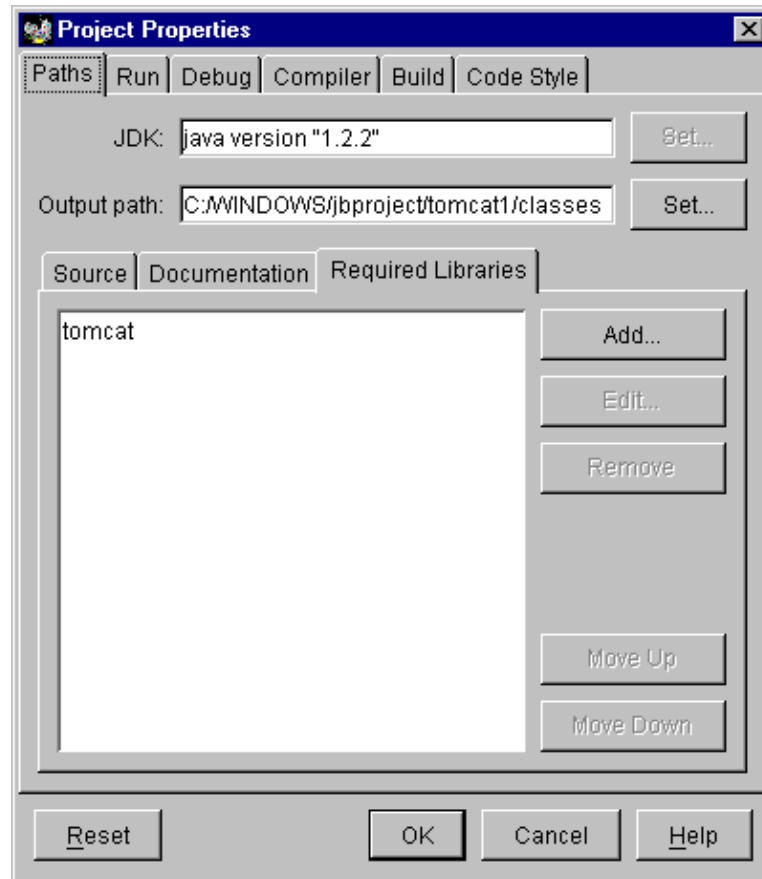 Project Properties
Paths Run Debug Compiler Build Code Style
JDK: java version "1.2.2" Set...
Output path: C:/WINDOWS/jbproject/tomcat1/classes Set...
Source Documentation Required Libraries
tomcat Add...
Edit...
Remove
Move Up
Move Down
Reset OK Cancel Help